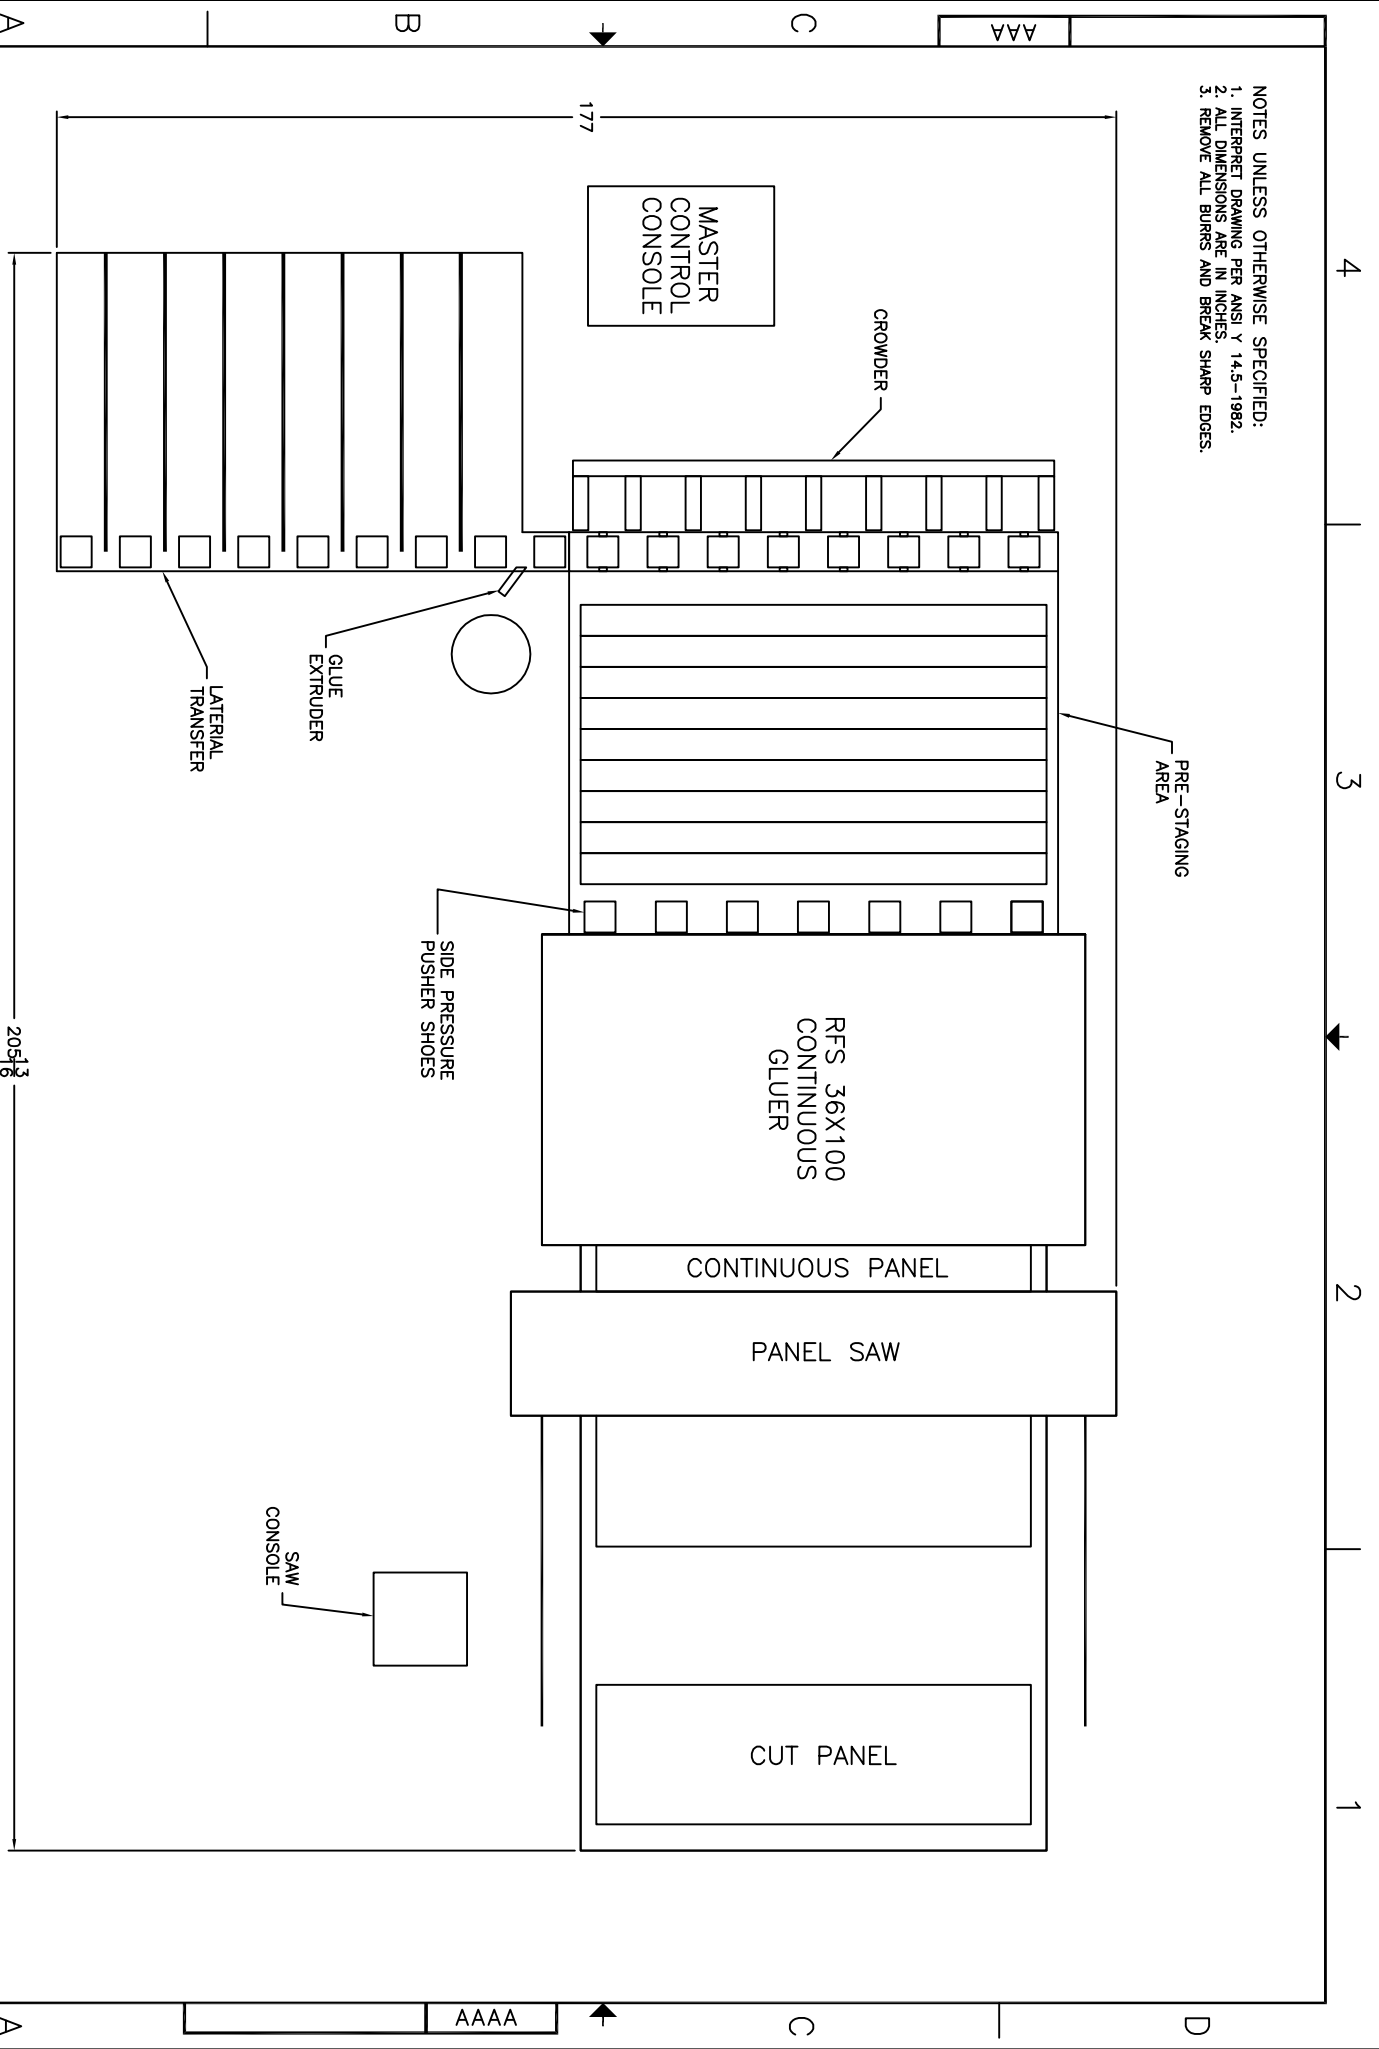 4
3
2
1
D
C
C
B
A
A
AAA
AAAA
NOTES UNLESS OTHERWISE SPECIFIED:
1. INTERPRET DRAWING PER ANSI Y 14.5-1982.
2. ALL DIMENSIONS ARE IN INCHES.
3. REMOVE ALL BURRS AND BREAK SHARP EDGES.
177
MASTER
CONTROL
CONSOLE
CROWDER
PRE-STAGING
AREA
GLUE
EXTRUDER
LATERIAL
TRANSFER
SIDE PRESSURE
PUSHER SHOES
RFS 36X100
CONTINUOUS
GLUER
CONTINUOUS PANEL
PANEL SAW
SAW
CONSOLE
CUT PANEL
205 13/16